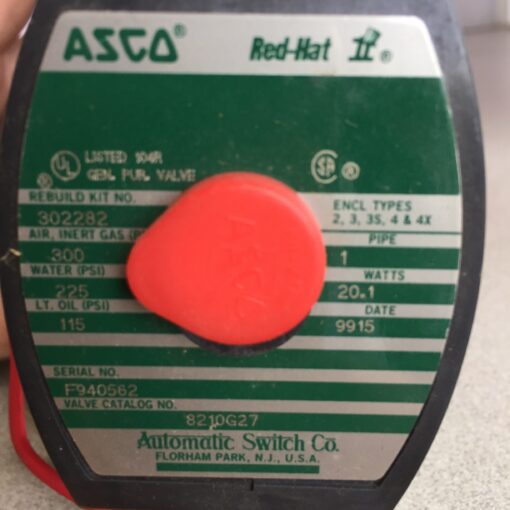 ASCO®
Red-Hat II®
UL LISTED 104R
® GEN. PUR. VALVE
SA ®
REBUILD KIT NO.
302282
ENCL TYPES
2, 3, 3S, 4 & 4X
AIR, INERT GAS
300
PIPE
1
WATER (PSI)
225
WATTS
20.1
LT. OIL (PSI)
115
DATE
9915
ASCO
SERIAL NO.
F940562
VALVE CATALOG NO.
8210G27
Automatic Switch Co.
FLORHAM PARK, N.J., U.S.A.